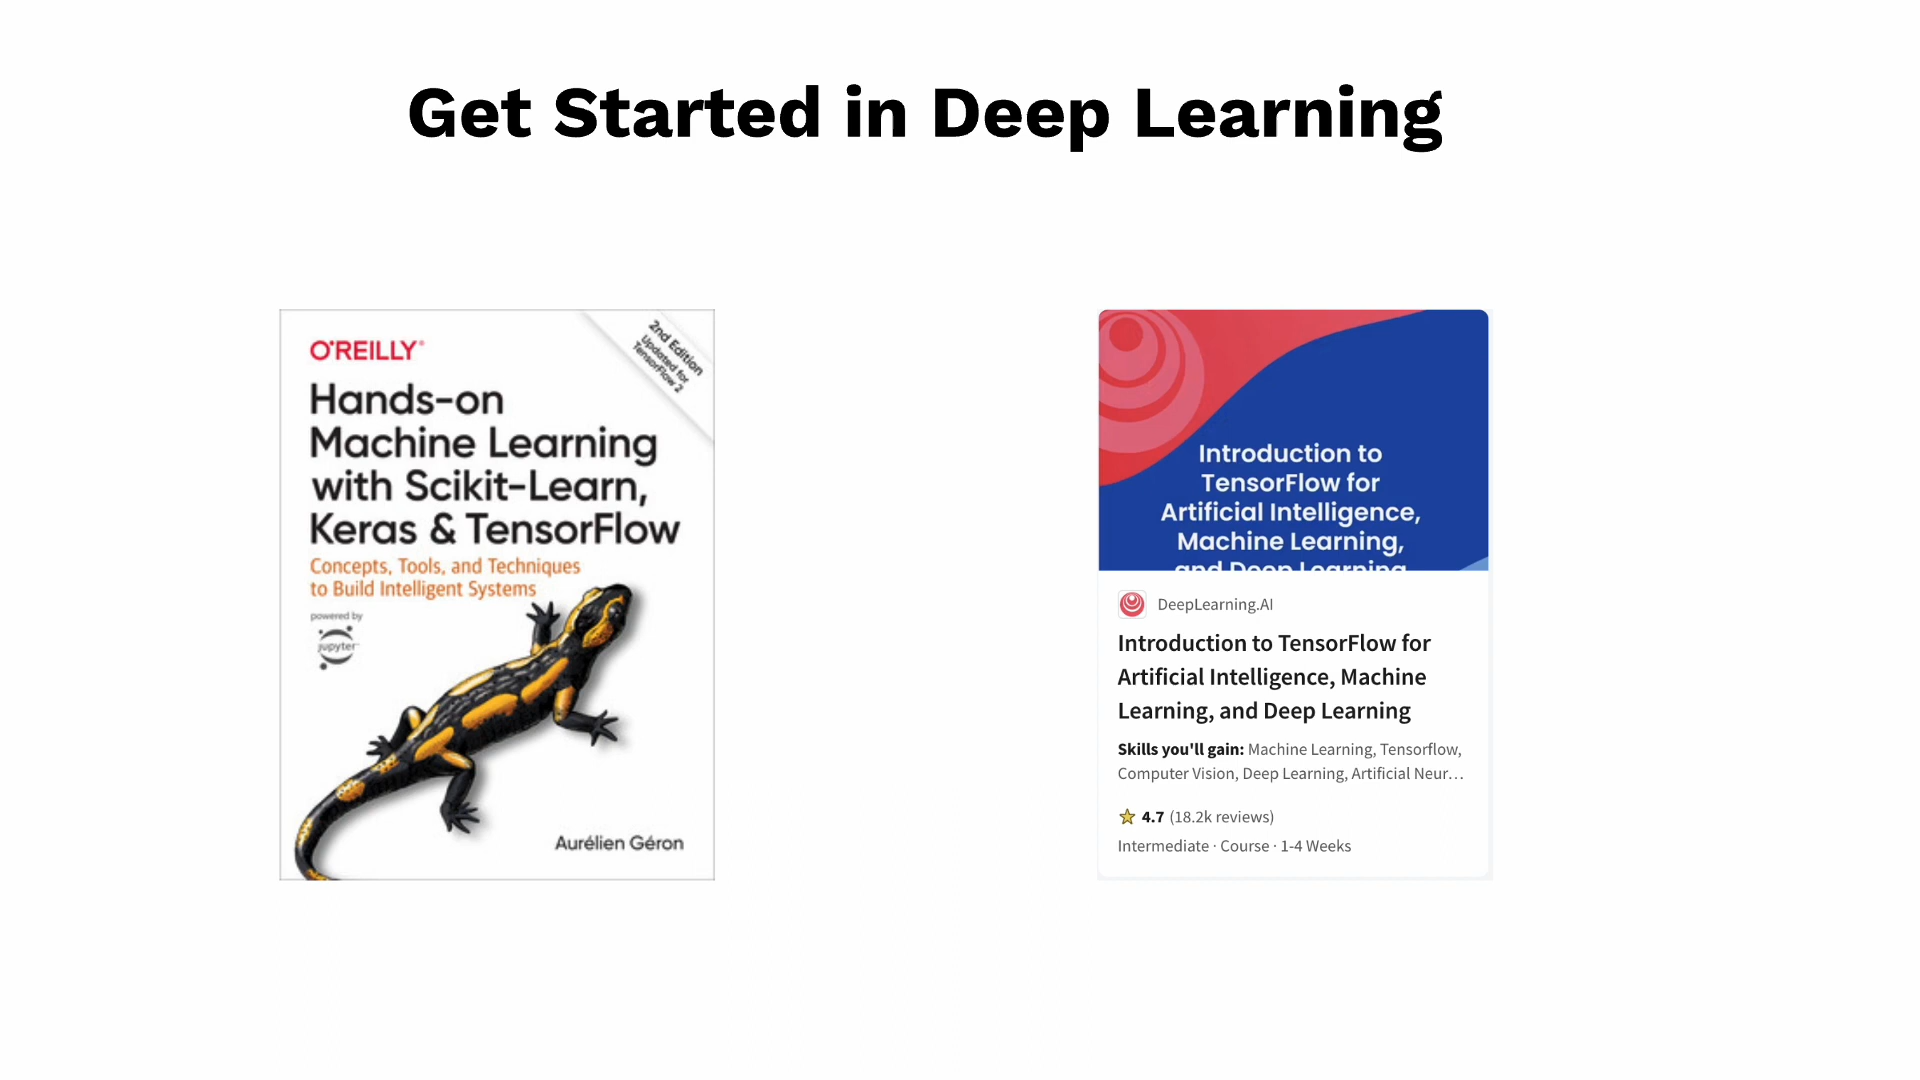 Get Started in Deep Learning
O'REILLY®
2nd Edition
Updated for
TensorFlow 2
Hands-on
Machine Learning
with Scikit-Learn,
Keras & TensorFlow
Concepts, Tools, and Techniques
to Build Intelligent Systems
powered by
jupyter
Aurélien Géron
Introduction to
TensorFlow for
Artificial Intelligence,
Machine Learning,
and Deep Learning
DeepLearning.AI
Introduction to TensorFlow for
Artificial Intelligence, Machine
Learning, and Deep Learning
Skills you'll gain: Machine Learning, Tensorflow,
Computer Vision, Deep Learning, Artificial Neur…
4.7 (18.2k reviews)
Intermediate · Course · 1-4 Weeks